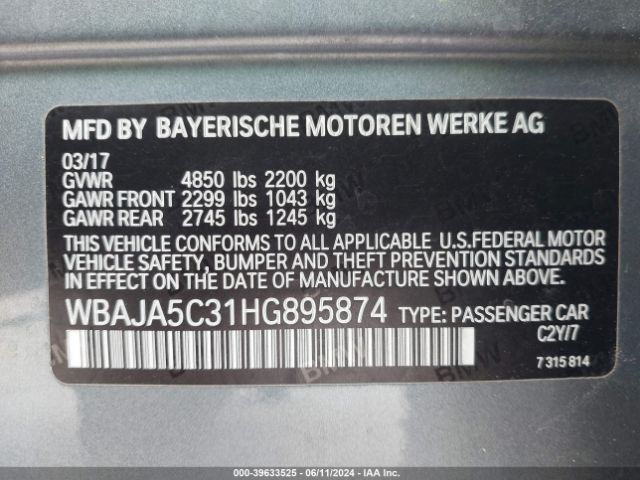 MFD BY BAYERISCHE MOTOREN WERKE AG
03/17
GVWR 4850 lbs 2200 kg
GAWR FRONT 2299 lbs 1043 kg
GAWR REAR 2745 lbs 1245 kg
THIS VEHICLE CONFORMS TO ALL APPLICABLE U.S.FEDERAL MOTOR
VEHICLE SAFETY, BUMPER AND THEFT PREVENTION STANDARDS
IN EFFECT ON THE DATE OF MANUFACTURE SHOWN ABOVE.
WBAJA5C31HG895874 TYPE: PASSENGER CAR
C2Y/7
7 315 814
000-39633525 - 06/11/2024 - IAA